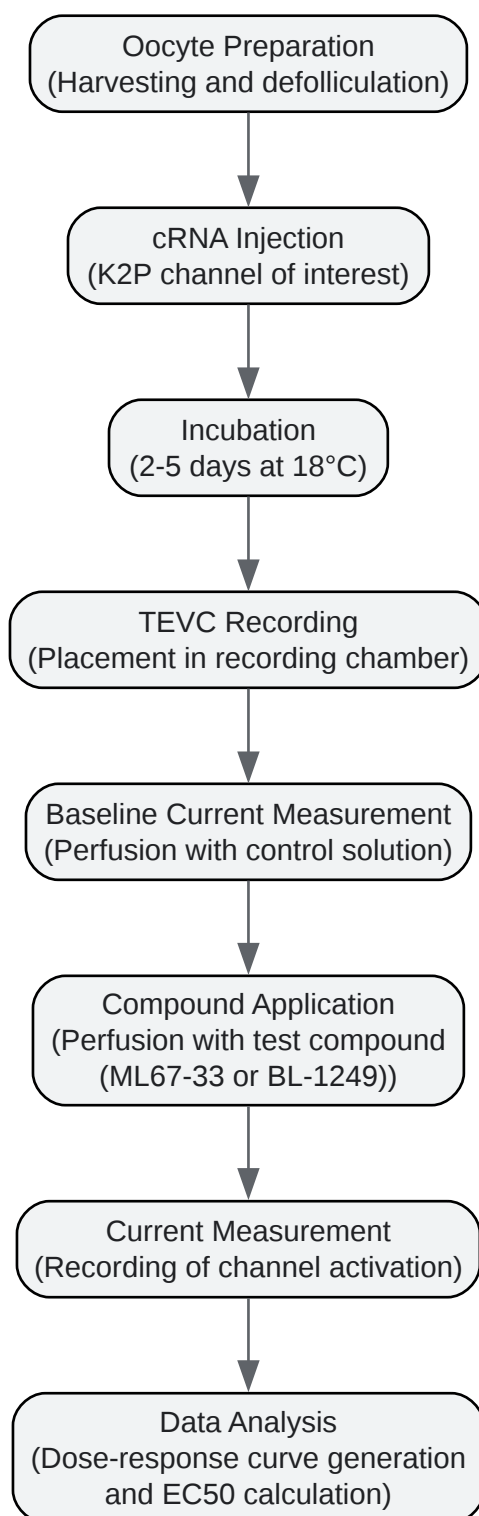 Oocyte Preparation
(Harvesting and defolliculation)
cRNA Injection
(K2P channel of interest)
Incubation
(2-5 days at 18°C)
TEVC Recording
(Placement in recording chamber)
Baseline Current Measurement
(Perfusion with control solution)
Compound Application
(Perfusion with test compound
(ML67-33 or BL-1249))
Current Measurement
(Recording of channel activation)
Data Analysis
(Dose-response curve generation
and EC50 calculation)